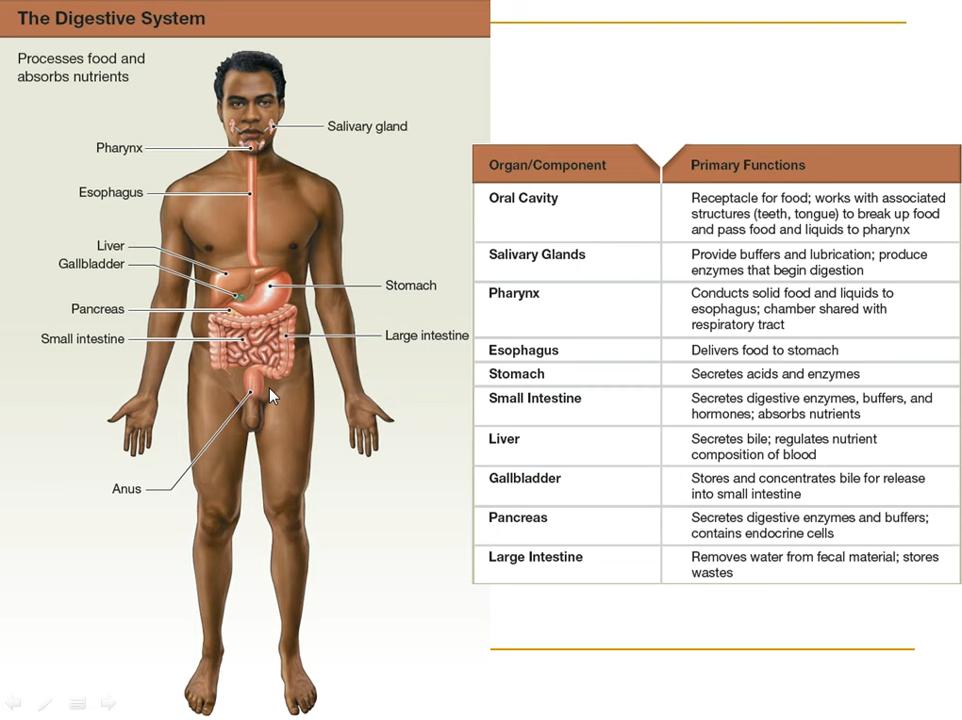 The Digestive System
Processes food and
absorbs nutrients
Salivary gland
Pharynx
Esophagus
Liver
Gallbladder
Stomach
Pancreas
Small intestine
Large intestine
Anus
Organ/Component
Primary Functions
Oral Cavity
Receptacle for food; works with associated
structures (teeth, tongue) to break up food
and pass food and liquids to pharynx
Salivary Glands
Provide buffers and lubrication; produce
enzymes that begin digestion
Pharynx
Conducts solid food and liquids to
esophagus; chamber shared with
respiratory tract
Esophagus
Delivers food to stomach
Stomach
Secretes acids and enzymes
Small Intestine
Secretes digestive enzymes, buffers, and
hormones; absorbs nutrients
Liver
Secretes bile; regulates nutrient
composition of blood
Gallbladder
Stores and concentrates bile for release
into small intestine
Pancreas
Secretes digestive enzymes and buffers;
contains endocrine cells
Large Intestine
Removes water from fecal material; stores
wastes